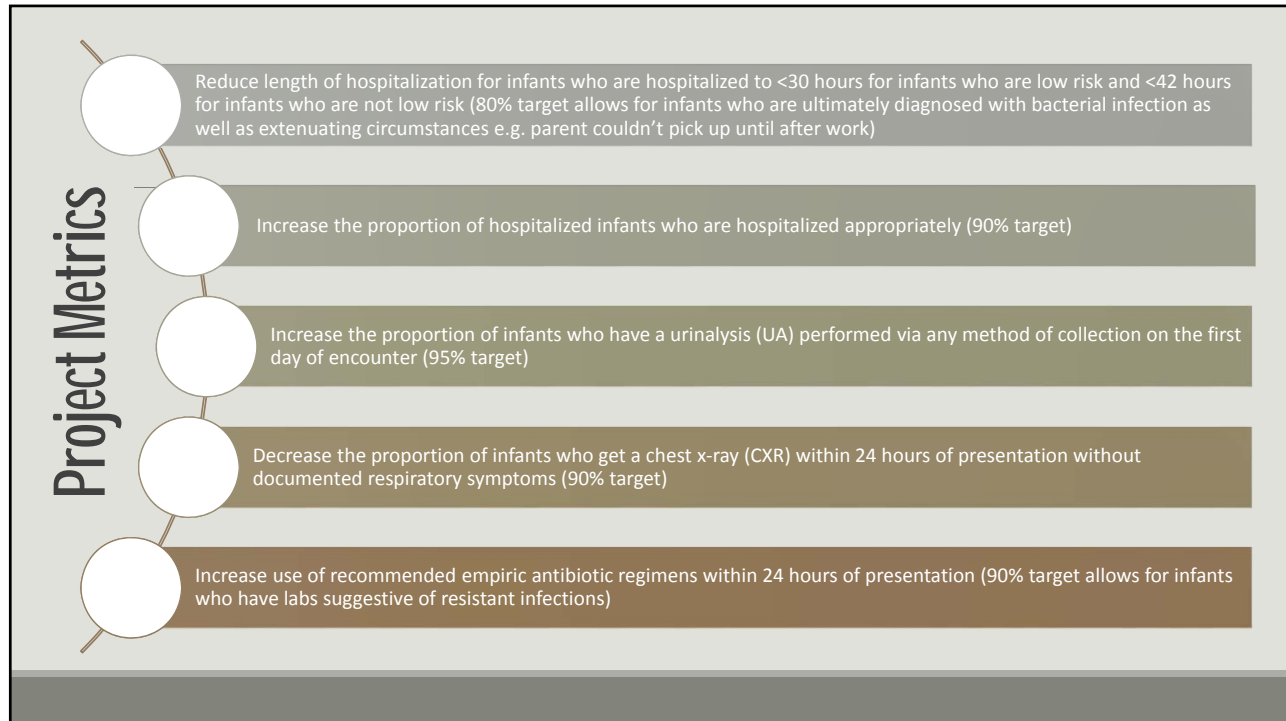 Project Metrics
Reduce length of hospitalization for infants who are hospitalized to <30 hours for infants who are low risk and <42 hours
for infants who are not low risk (80% target allows for infants who are ultimately diagnosed with bacterial infection as
well as extenuating circumstances e.g. parent couldn’t pick up until after work)
Increase the proportion of hospitalized infants who are hospitalized appropriately (90% target)
Increase the proportion of infants who have a urinalysis (UA) performed via any method of collection on the first
day of encounter (95% target)
Decrease the proportion of infants who get a chest x-ray (CXR) within 24 hours of presentation without
documented respiratory symptoms (90% target)
Increase use of recommended empiric antibiotic regimens within 24 hours of presentation (90% target allows for infants
who have labs suggestive of resistant infections)